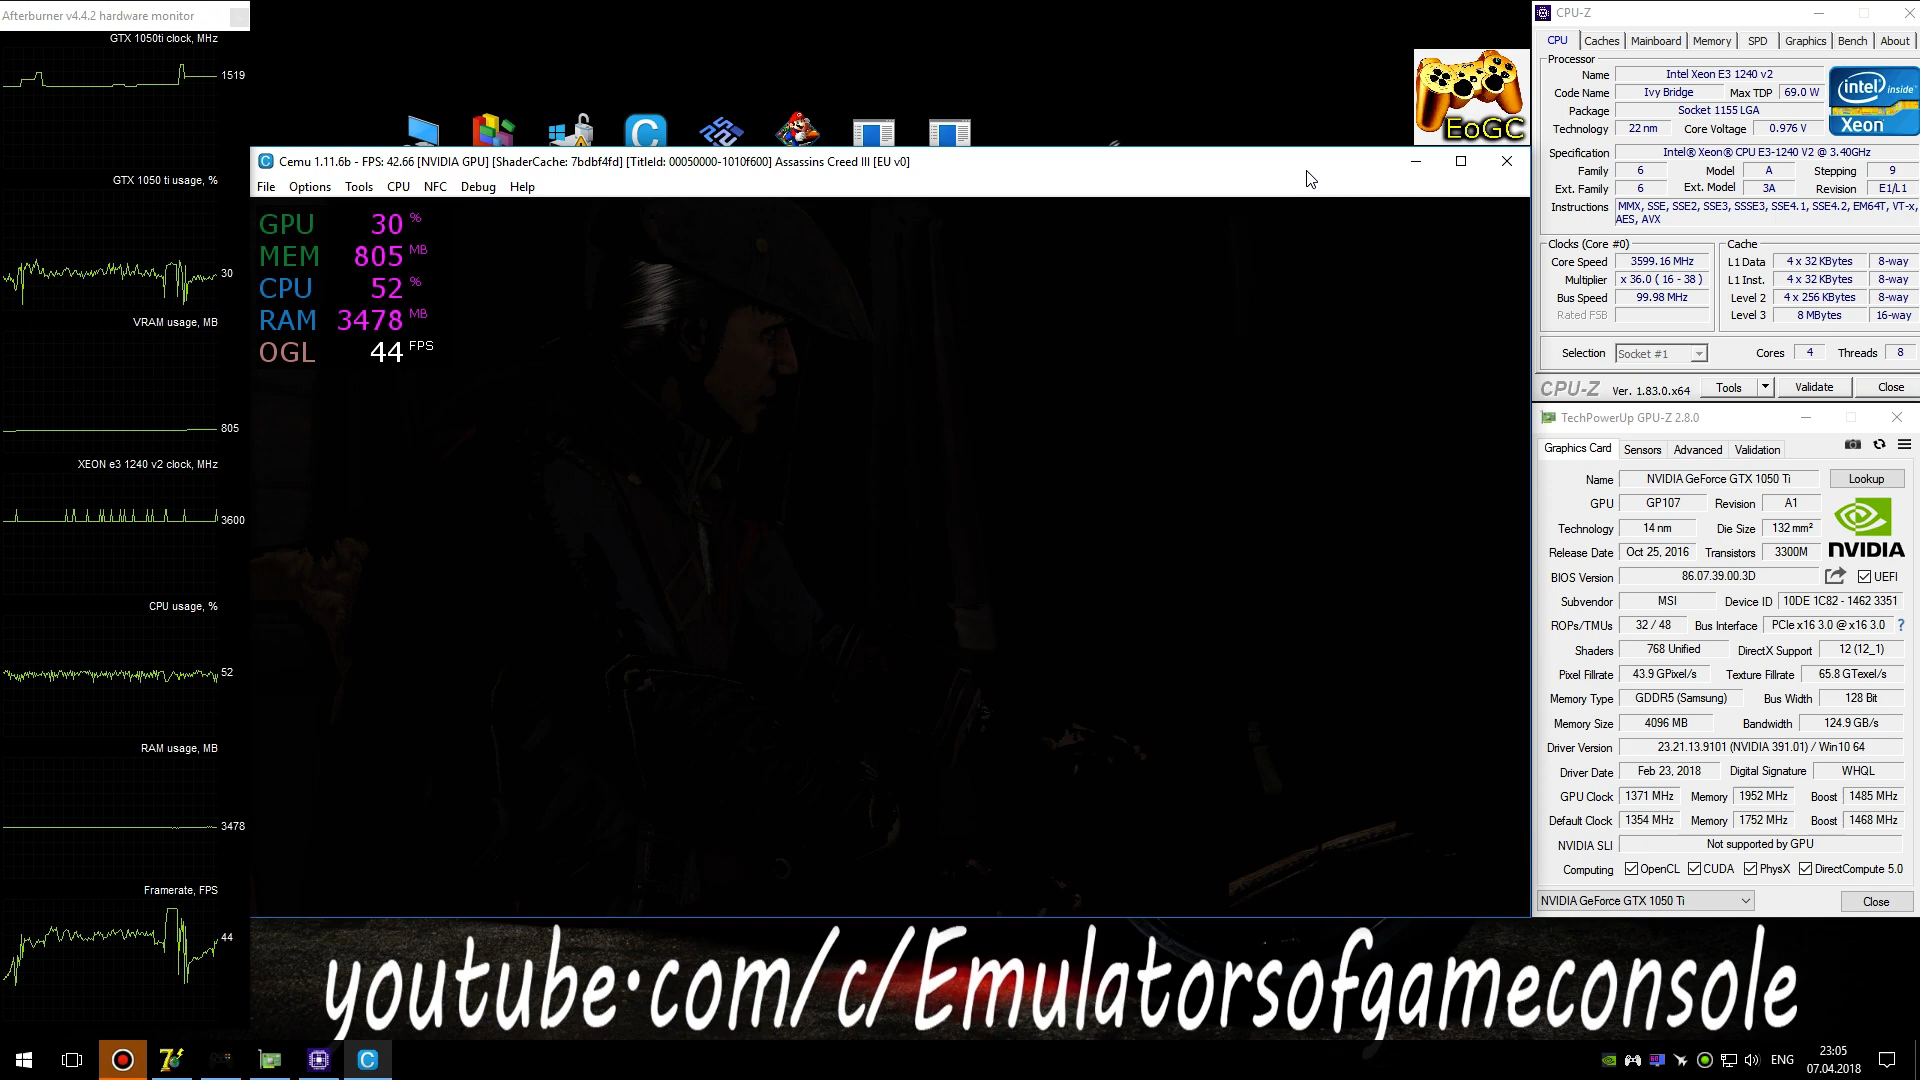 Afterburner v4.4.2 hardware monitor
GTX 1050ti clock, MHz
1519
GTX 1050 ti usage, %
30
VRAM usage, MB
805
XEON e3 1240 v2 clock, MHz
3600
CPU usage, %
52
RAM usage, MB
3478
Framerate, FPS
44
EoGC
Cemu 1.11.6b - FPS: 42.66 [NVIDIA GPU] [ShaderCache: 7bdbf4fd] [TitleId: 00050000-1010f600] Assassins Creed III [EU v0]
File Options Tools CPU NFC Debug Help
GPU 30 %
MEM 805 MB
CPU 52 %
RAM 3478 MB
OGL 44 FPS
CPU-Z
CPU Caches Mainboard Memory SPD Graphics Bench About
Processor
Name Intel Xeon E3 1240 v2
Code Name Ivy Bridge Max TDP 69.0 W
Package Socket 1155 LGA
Technology 22 nm Core Voltage 0.976 V
intel inside™
Xeon
Specification Intel® Xeon® CPU E3-1240 V2 @ 3.40GHz
Family 6 Model A Stepping 9
Ext. Family 6 Ext. Model 3A Revision E1/L1
Instructions MMX, SSE, SSE2, SSE3, SSSE3, SSE4.1, SSE4.2, EM64T, VT-x,
AES, AVX
Clocks (Core #0) Cache
Core Speed 3599.16 MHz L1 Data 4 x 32 KBytes 8-way
Multiplier x 36.0 ( 16 - 38 ) L1 Inst. 4 x 32 KBytes 8-way
Bus Speed 99.98 MHz Level 2 4 x 256 KBytes 8-way
Rated FSB Level 3 8 MBytes 16-way
Selection Socket #1 Cores 4 Threads 8
CPU-Z Ver. 1.83.0.x64 Tools Validate Close
TechPowerUp GPU-Z 2.8.0
Graphics Card Sensors Advanced Validation
Name NVIDIA GeForce GTX 1050 Ti Lookup
GPU GP107 Revision A1
Technology 14 nm Die Size 132 mm²
Release Date Oct 25, 2016 Transistors 3300M
NVIDIA
BIOS Version 86.07.39.00.3D UEFI
Subvendor MSI Device ID 10DE 1C82 - 1462 3351
ROPs/TMUs 32 / 48 Bus Interface PCIe x16 3.0 @ x16 3.0 ?
Shaders 768 Unified DirectX Support 12 (12_1)
Pixel Fillrate 43.9 GPixel/s Texture Fillrate 65.8 GTexel/s
Memory Type GDDR5 (Samsung) Bus Width 128 Bit
Memory Size 4096 MB Bandwidth 124.9 GB/s
Driver Version 23.21.13.9101 (NVIDIA 391.01) / Win10 64
Driver Date Feb 23, 2018 Digital Signature WHQL
GPU Clock 1371 MHz Memory 1952 MHz Boost 1485 MHz
Default Clock 1354 MHz Memory 1752 MHz Boost 1468 MHz
NVIDIA SLI Not supported by GPU
Computing OpenCL CUDA PhysX DirectCompute 5.0
NVIDIA GeForce GTX 1050 Ti Close
youtube.com/c/Emulatorsofgameconsole
ENG
23:05
07.04.2018